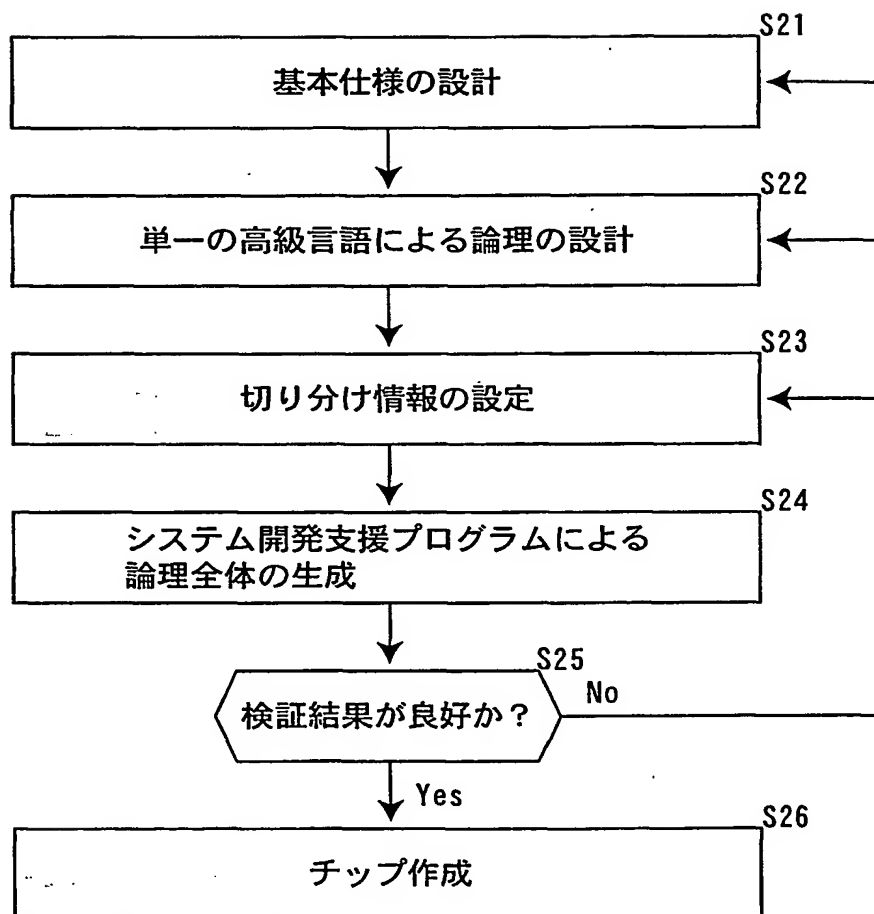 S21
基本仕様の設計
S22
単一の高級言語による論理の設計
S23
切り分け情報の設定
S24
システム開発支援プログラムによる
論理全体の生成
S25
検証結果が良好か?
No
Yes
S26
チップ作成